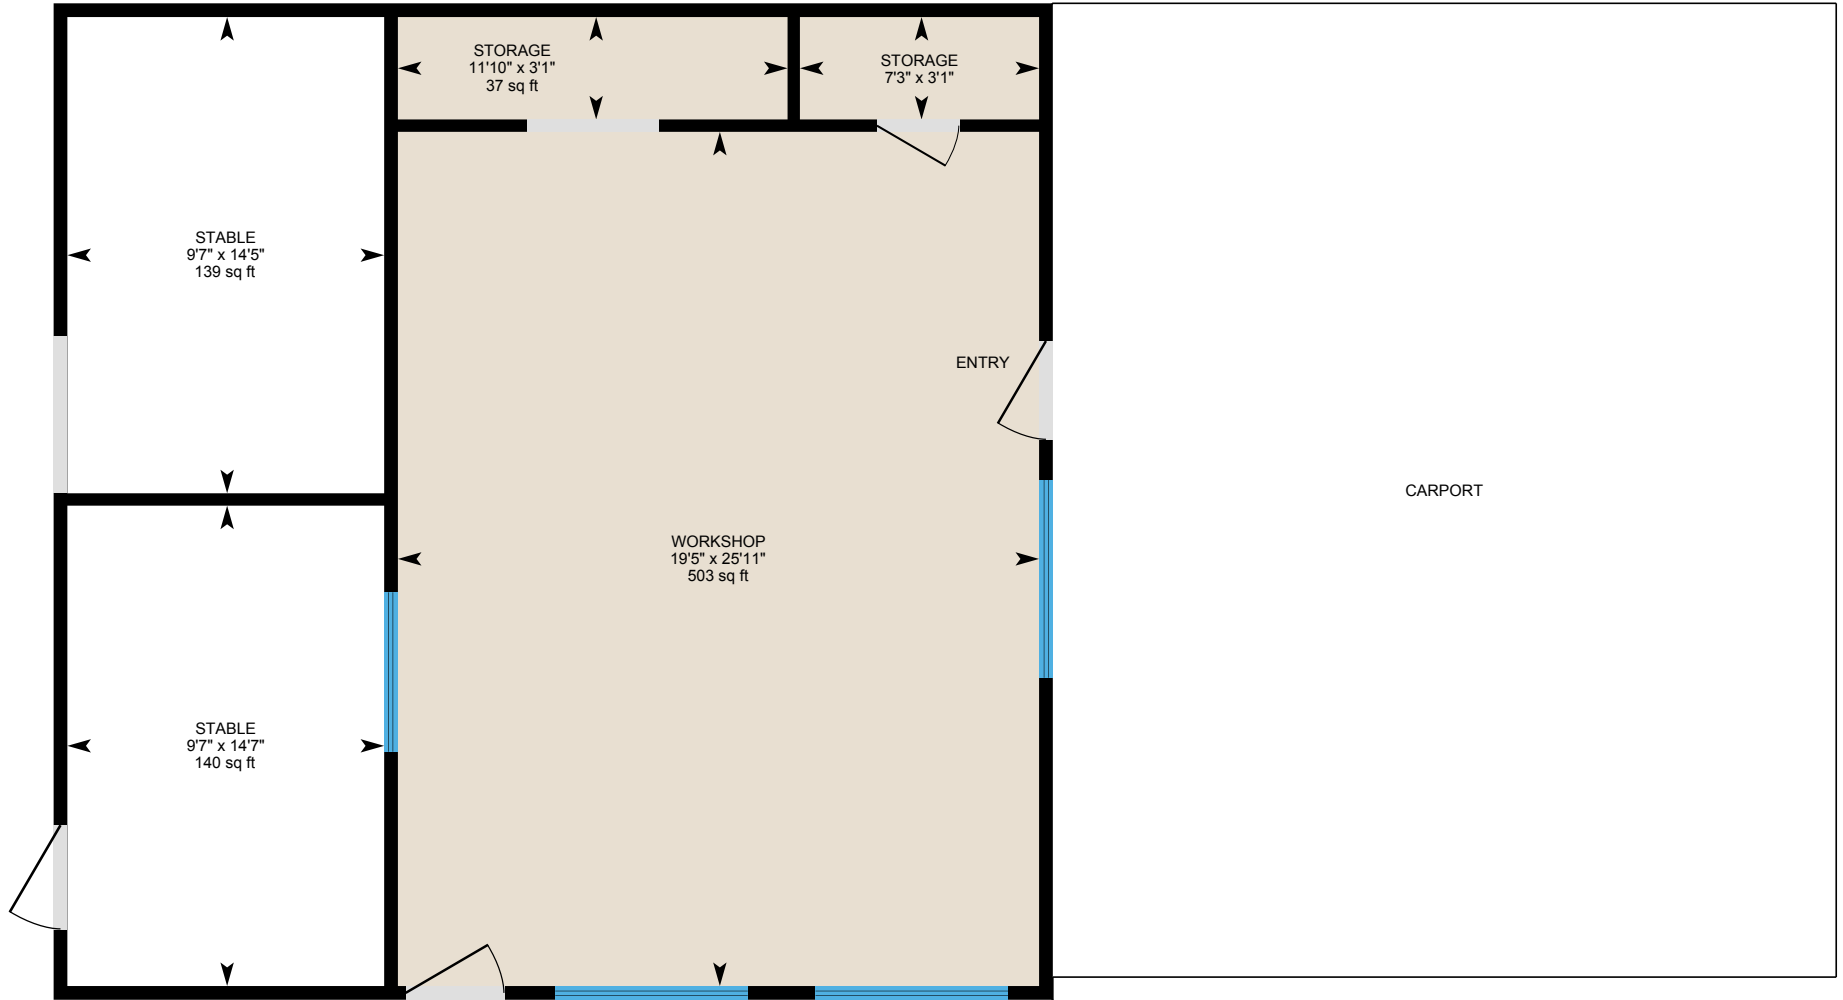 STORAGE
11'10" x 3'1"
37 sq ft
STORAGE
7'3" x 3'1"
STABLE
9'7" x 14'5"
139 sq ft
ENTRY
CARPORT
WORKSHOP
19'5" x 25'11"
503 sq ft
STABLE
9'7" x 14'7"
140 sq ft